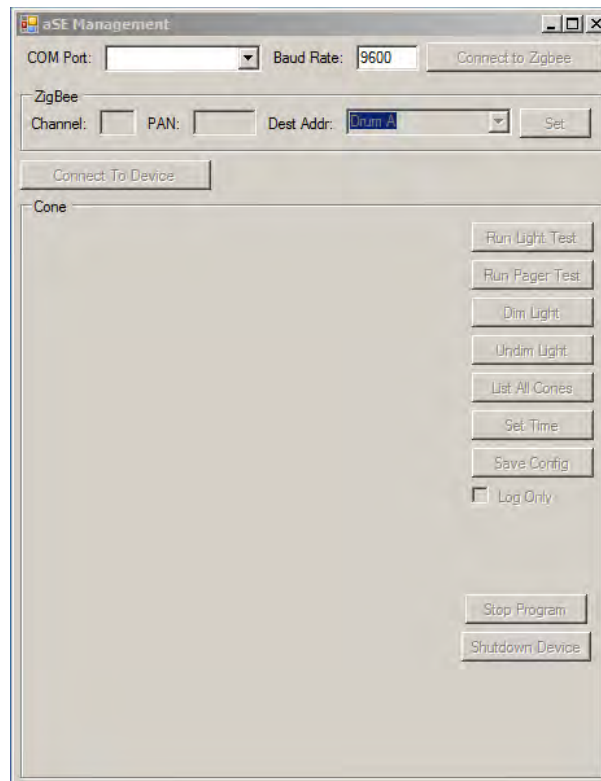 aSE Management
COM Port: Baud Rate: 9600 Connect to Zigbee
ZigBee
Channel: PAN: Dest Addr: Drum A Set
Connect To Device
Cone
Run Light Test
Run Pager Test
Dim Light
Undim Light
List All Cones
Set Time
Save Config
Log Only
Stop Program
Shutdown Device